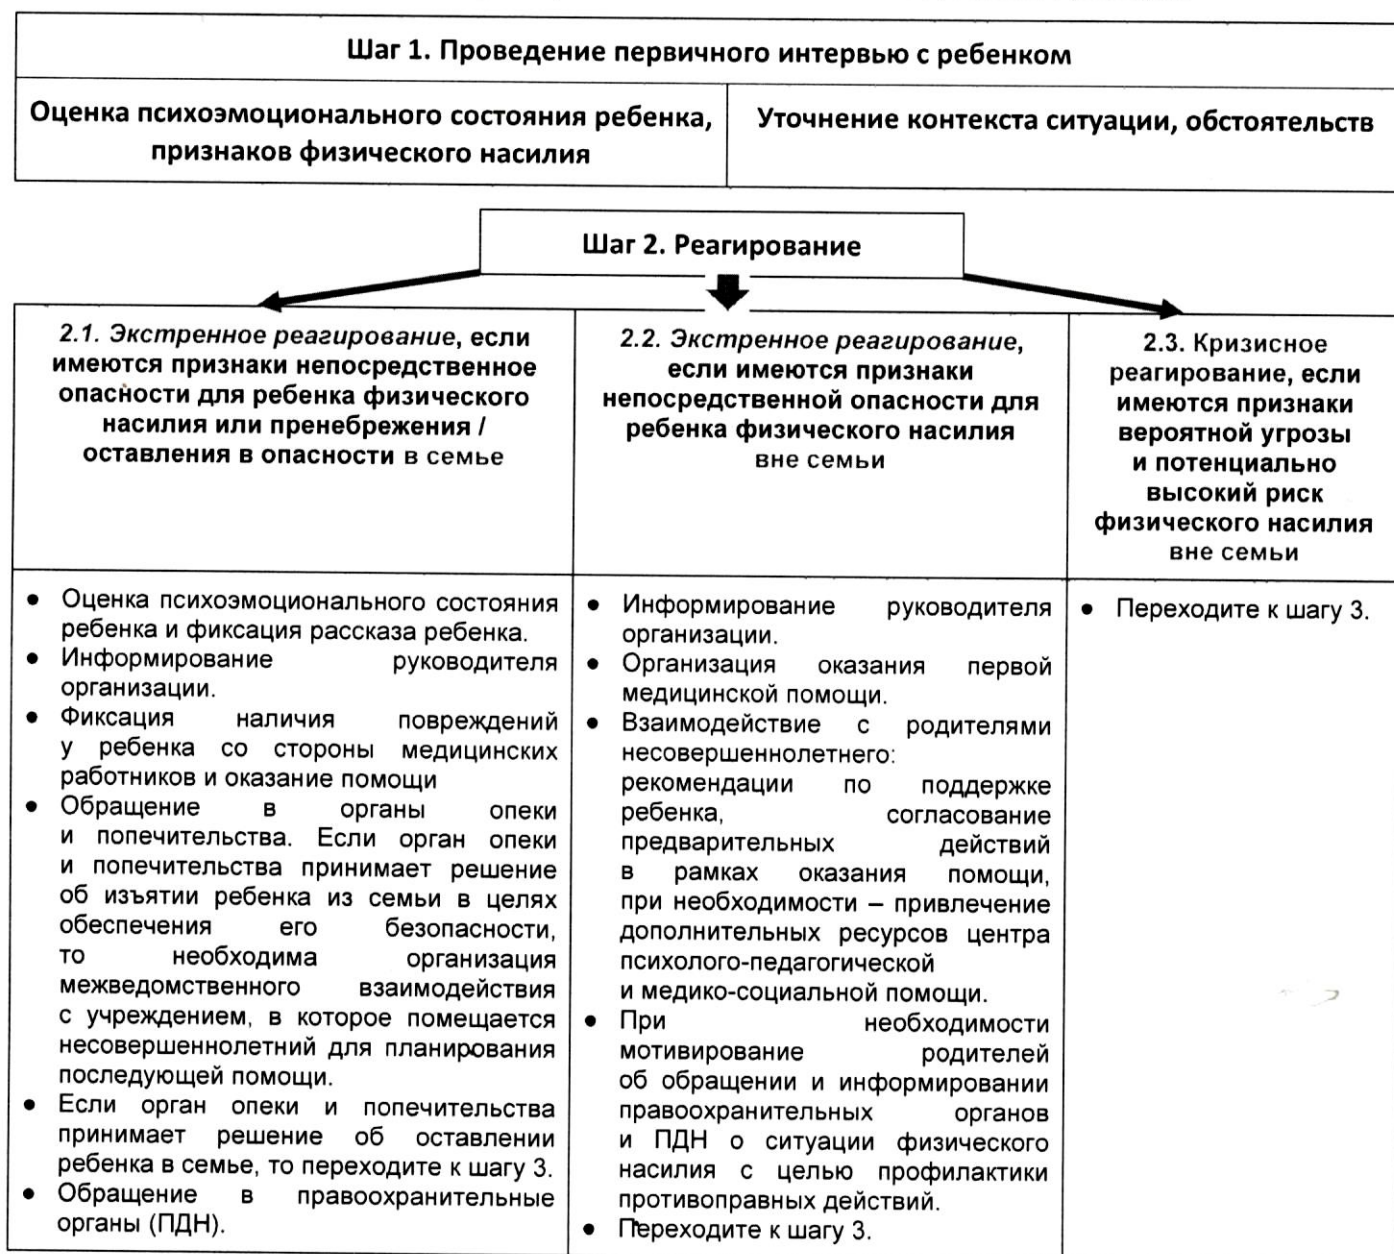 Шаг 1. Проведение первичного интервью с ребенком
Оценка психоэмоционального состояния ребенка,
признаков физического насилия
Уточнение контекста ситуации, обстоятельств
Шаг 2. Реагирование
2.1. Экстренное реагирование, если
имеются признаки непосредственное
опасности для ребенка физического
насилия или пренебрежения /
оставления в опасности в семье
2.2. Экстренное реагирование,
если имеются признаки
непосредственной опасности для
ребенка физического насилия
вне семьи
2.3. Кризисное
реагирование, если
имеются признаки
вероятной угрозы
и потенциально
высокий риск
физического насилия
вне семьи
• Оценка психоэмоционального состояния
ребенка и фиксация рассказа ребенка.
• Информирование руководителя
организации.
• Фиксация наличия повреждений
у ребенка со стороны медицинских
работников и оказание помощи
• Обращение в органы опеки
и попечительства. Если орган опеки
и попечительства принимает решение
об изъятии ребенка из семьи в целях
обеспечения его безопасности,
то необходима организация
межведомственного взаимодействия
с учреждением, в которое помещается
несовершеннолетний для планирования
последующей помощи.
• Если орган опеки и попечительства
принимает решение об оставлении
ребенка в семье, то переходите к шагу 3.
• Обращение в правоохранительные
органы (ПДН).
• Информирование руководителя
организации.
• Организация оказания первой
медицинской помощи.
• Взаимодействие с родителями
несовершеннолетнего:
рекомендации по поддержке
ребенка, согласование
предварительных действий
в рамках оказания помощи,
при необходимости – привлечение
дополнительных ресурсов центра
психолого-педагогической
и медико-социальной помощи.
• При необходимости
мотивирование родителей
об обращении и информировании
правоохранительных органов
и ПДН о ситуации физического
насилия с целью профилактики
противоправных действий.
• Переходите к шагу 3.
• Переходите к шагу 3.